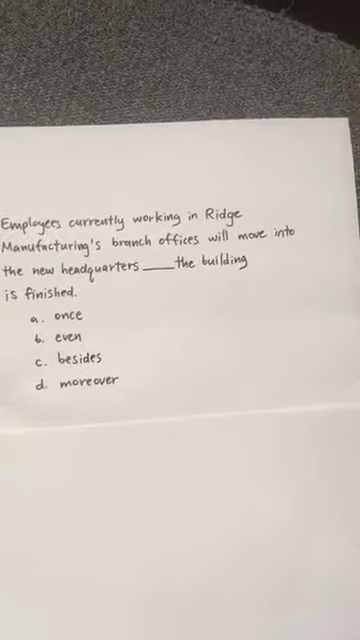 Employees currently working in Ridge
Manufacturing's branch offices will move into
the new headquarters ____ the building
is finished.
a. once
b. even
c. besides
d. moreover